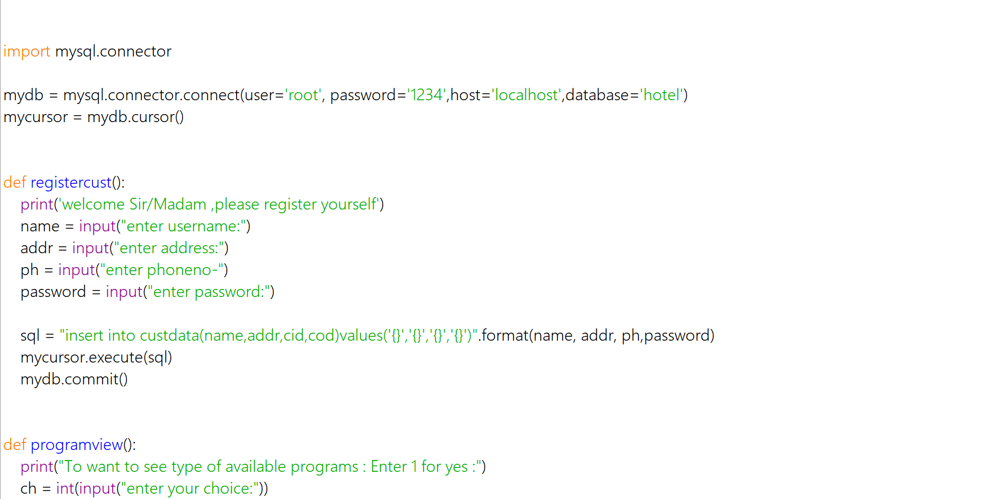 import mysql.connector
mydb = mysql.connector.connect(user='root', password='1234',host='localhost',database='hotel')
mycursor = mydb.cursor()
def registercust():
    print('welcome Sir/Madam ,please register yourself')
    name = input("enter username:")
    addr = input("enter address:")
    ph = input("enter phoneno-")
    password = input("enter password:")
    sql = "insert into custdata(name,addr,cid,cod)values('{}','{}','{}','{}')".format(name, addr, ph,password)
    mycursor.execute(sql)
    mydb.commit()
def programview():
    print("To want to see type of available programs : Enter 1 for yes :")
    ch = int(input("enter your choice:"))